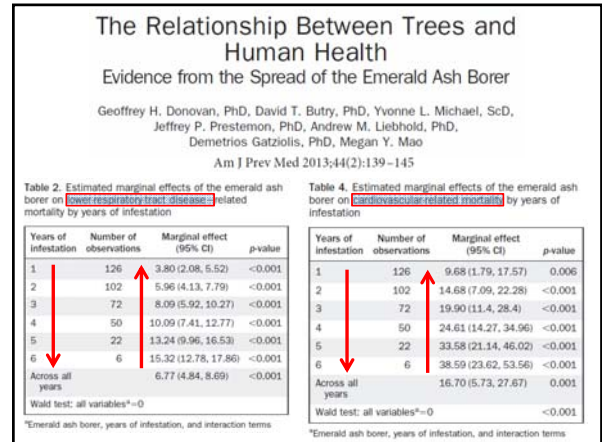 The Relationship Between Trees and
Human Health
Evidence from the Spread of the Emerald Ash Borer
Geoffrey H. Donovan, PhD, David T. Butry, PhD, Yvonne L. Michael, ScD,
Jeffrey P. Prestemon, PhD, Andrew M. Liebhold, PhD,
Demetrios Gatziolis, PhD, Megan Y. Mao
Am J Prev Med 2013;44(2):139–145
Table 2. Estimated marginal effects of the emerald ash
borer on lower-respiratory-tract disease–related
mortality by years of infestation
Years of infestation Number of observations Marginal effect (95% CI) p-value
1 126 3.80 (2.08, 5.52) <0.001
2 102 5.96 (4.13, 7.79) <0.001
3 72 8.09 (5.92, 10.27) <0.001
4 50 10.09 (7.41, 12.77) <0.001
5 22 13.24 (9.96, 16.53) <0.001
6 6 15.32 (12.78, 17.86) <0.001
Across all years 6.77 (4.84, 8.69) <0.001
Wald test: all variablesᵃ=0
ᵃEmerald ash borer, years of infestation, and interaction terms
Table 4. Estimated marginal effects of the emerald ash
borer on cardiovascular-related mortality by years of
infestation
Years of infestation Number of observations Marginal effect (95% CI) p-value
1 126 9.68 (1.79, 17.57) 0.006
2 102 14.68 (7.09, 22.28) <0.001
3 72 19.90 (11.4, 28.4) <0.001
4 50 24.61 (14.27, 34.96) <0.001
5 22 33.58 (21.14, 46.02) <0.001
6 6 38.59 (23.62, 53.56) <0.001
Across all years 16.70 (5.73, 27.67) 0.001
Wald test: all variablesᵃ=0 <0.001
ᵃEmerald ash borer, years of infestation, and interaction terms